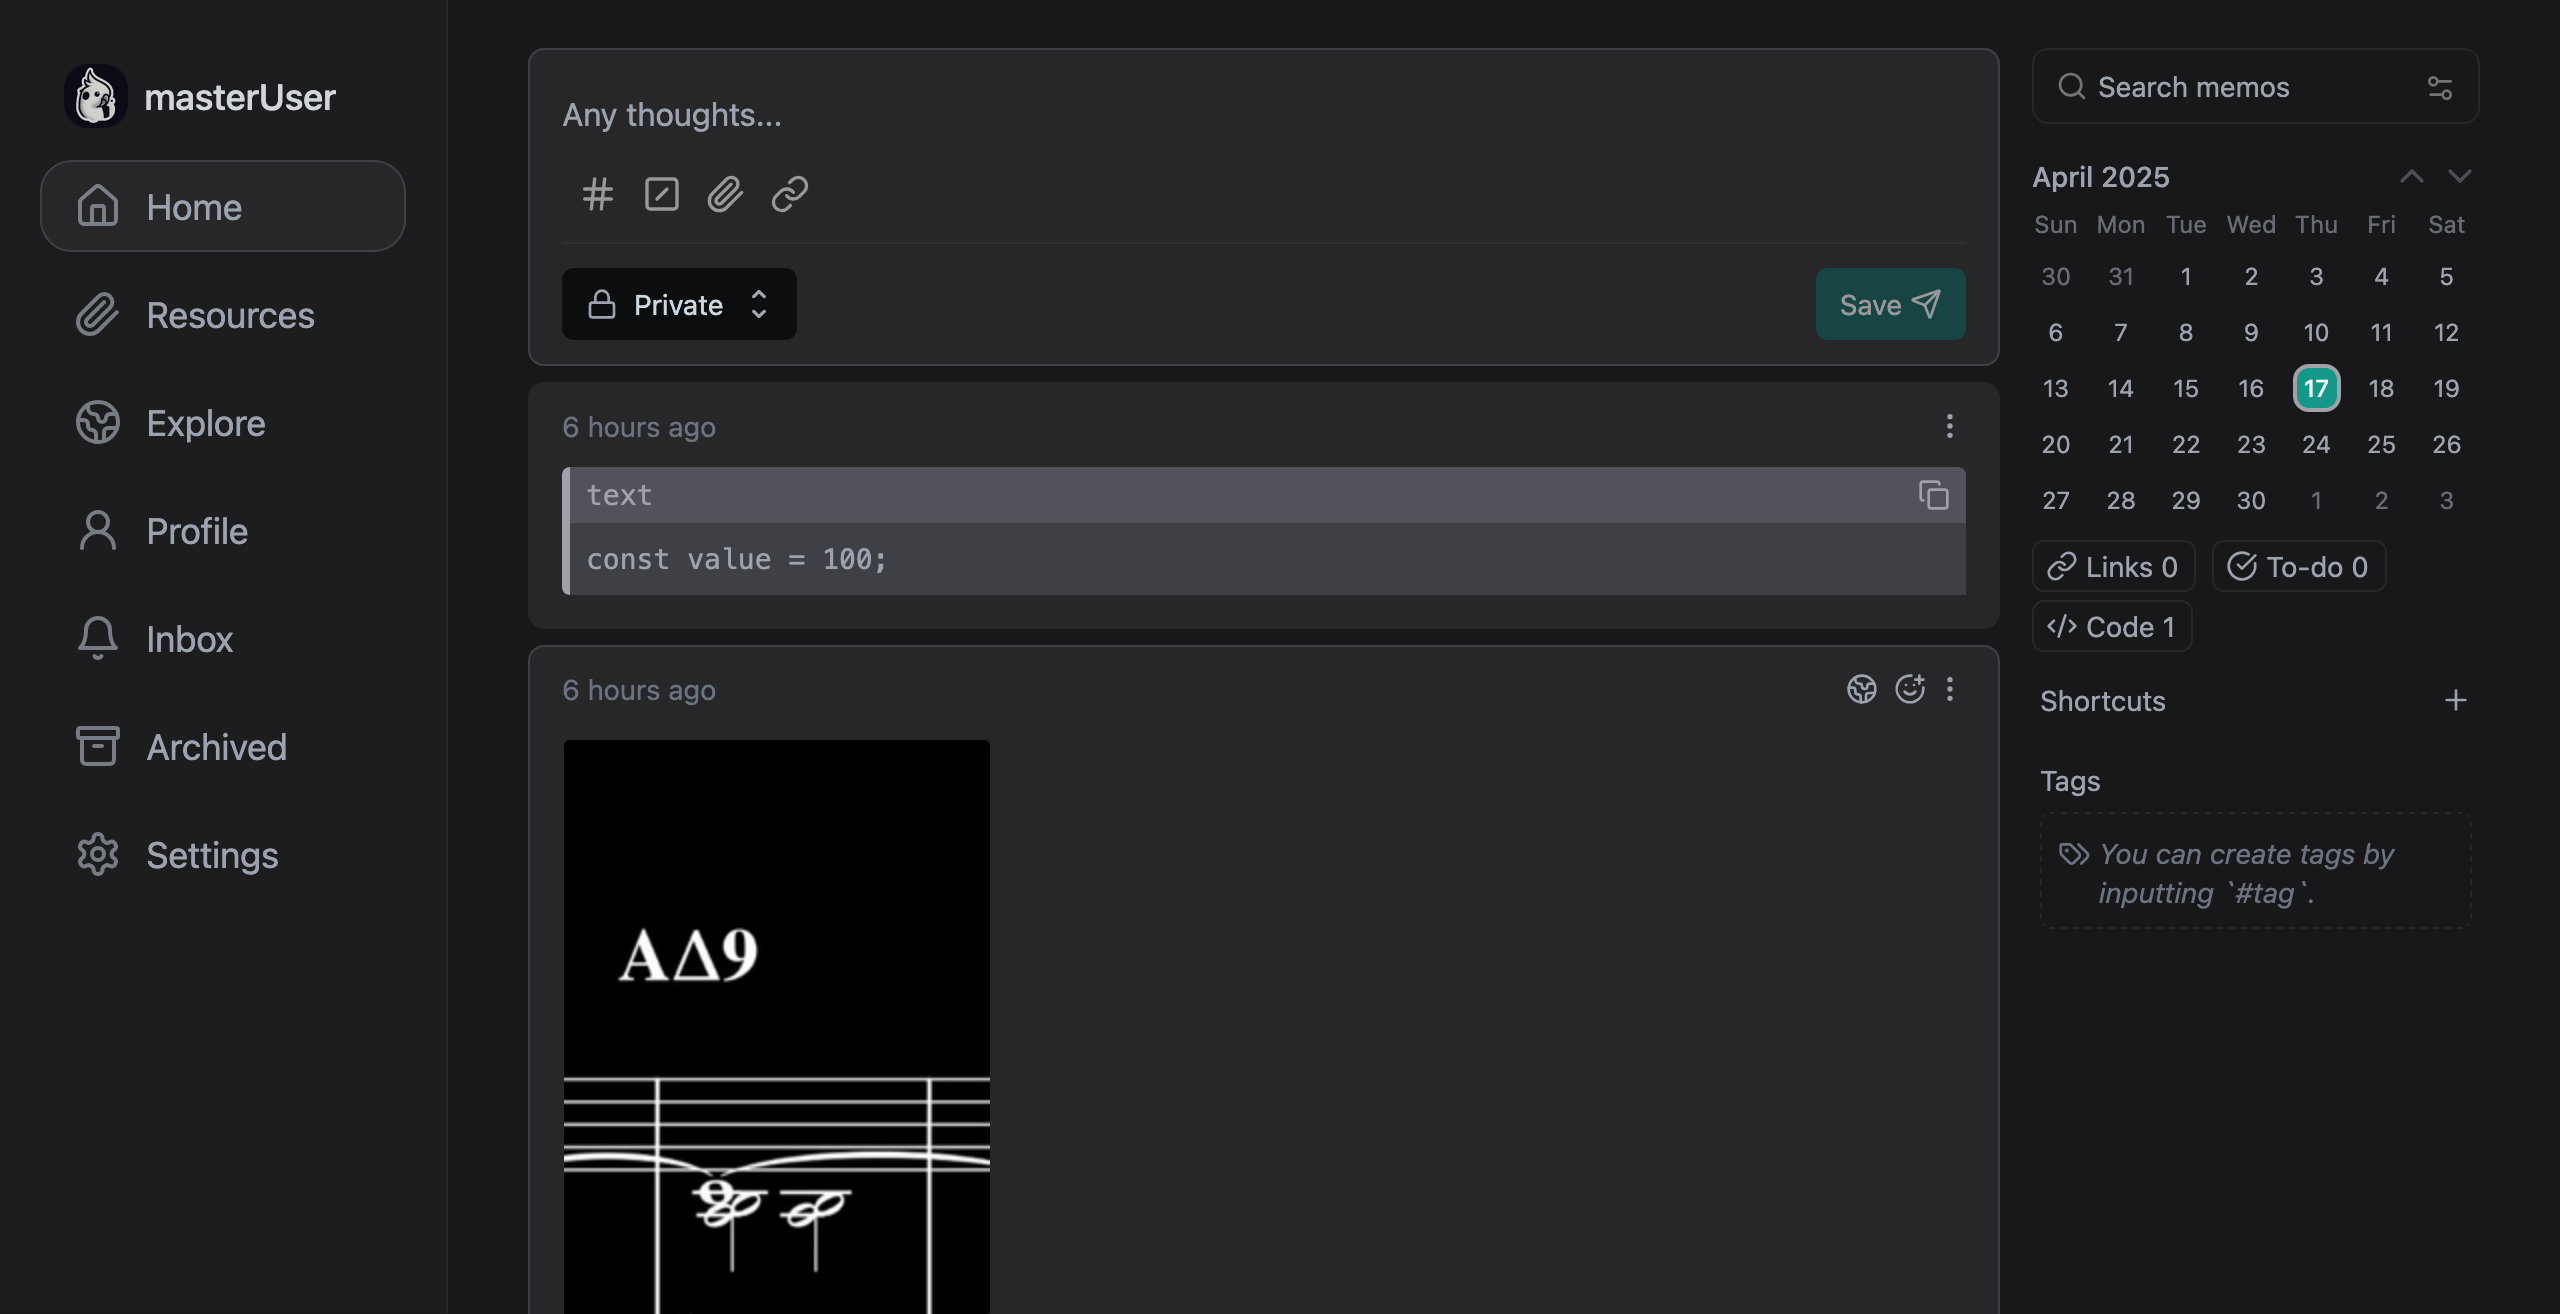 masterUser
Home
Resources
Explore
Profile
Inbox
Archived
Settings
Any thoughts...
Private
Save
6 hours ago
text
const value = 100;
6 hours ago
AΔ9
Search memos
April 2025
Sun Mon Tue Wed Thu Fri Sat
30 31 1 2 3 4 5
6 7 8 9 10 11 12
13 14 15 16 17 18 19
20 21 22 23 24 25 26
27 28 29 30 1 2 3
Links 0 To-do 0
Code 1
Shortcuts
Tags
You can create tags by
inputting `#tag`.